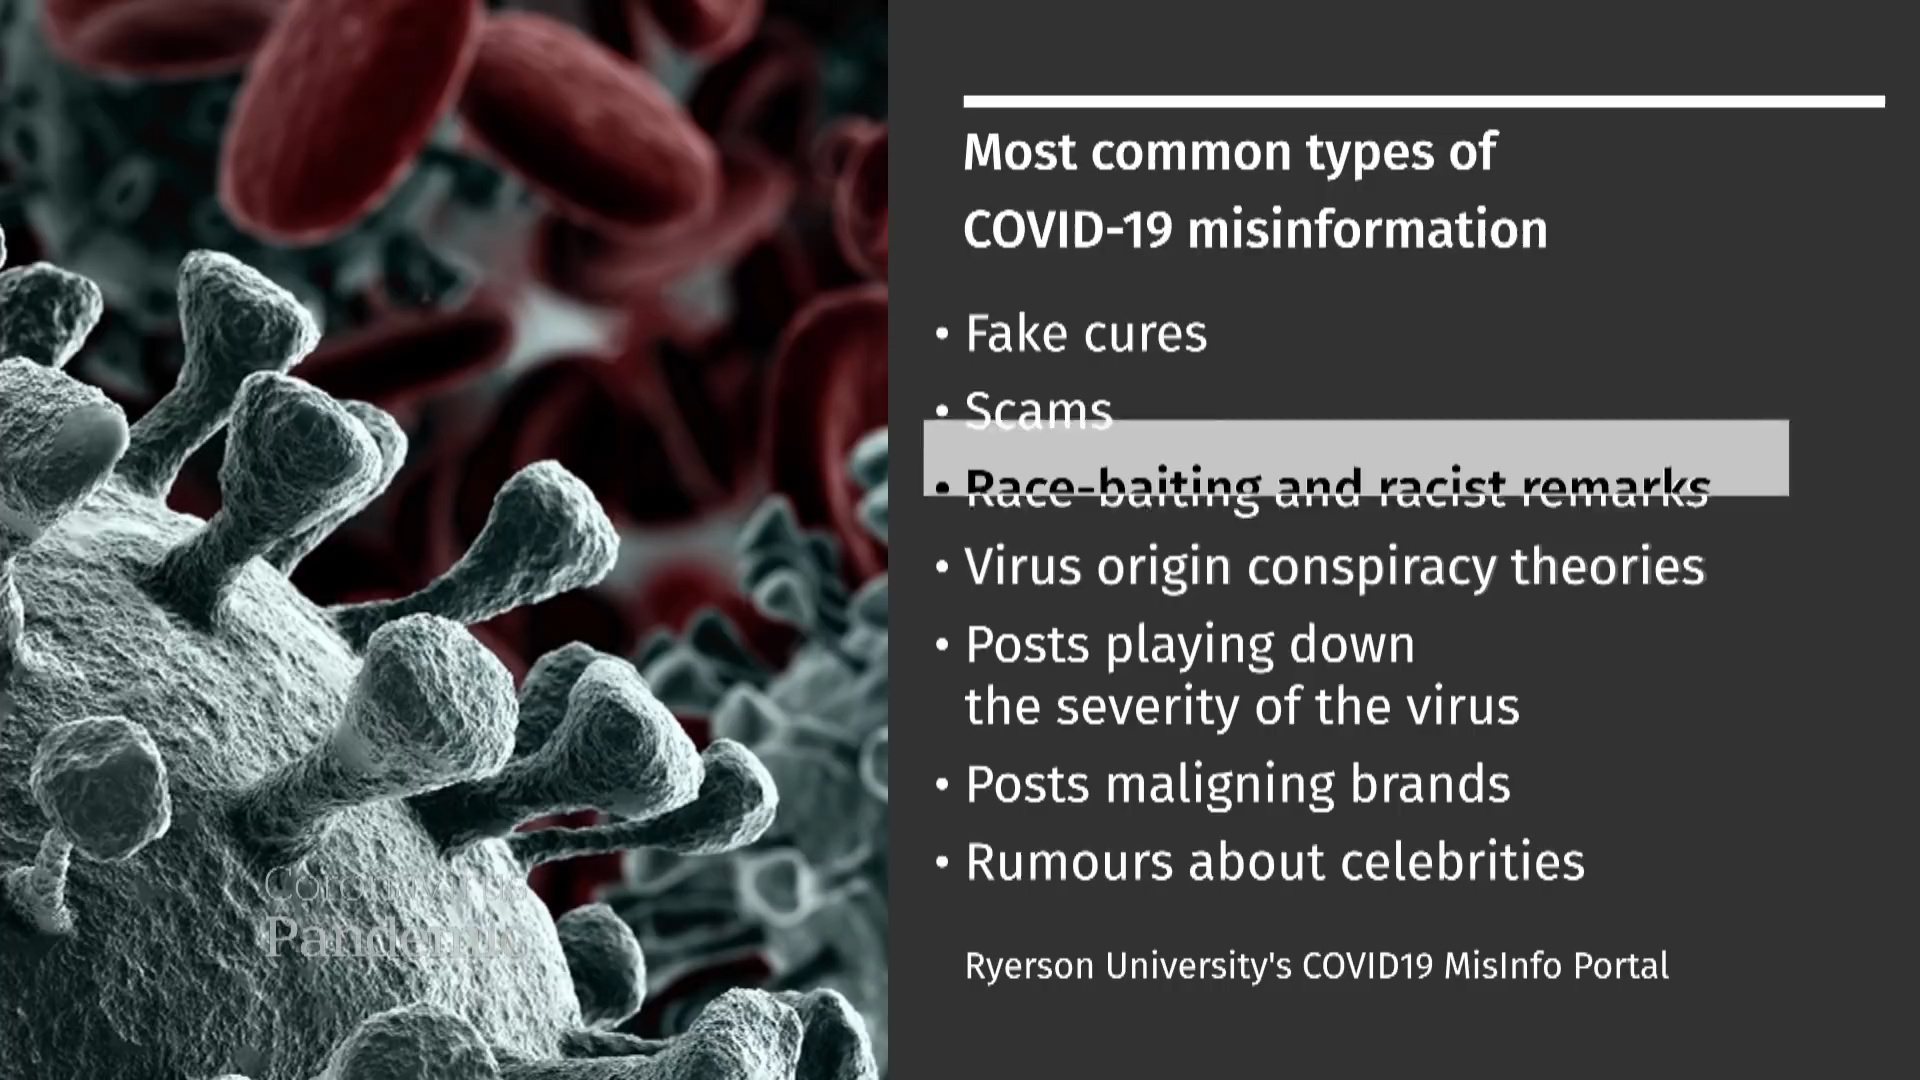 Most common types of
COVID-19 misinformation
• Fake cures
• Scams
• Race-baiting and racist remarks
• Virus origin conspiracy theories
• Posts playing down
the severity of the virus
• Posts maligning brands
• Rumours about celebrities
Ryerson University's COVID19 MisInfo Portal
Coronavirus
Pandemic